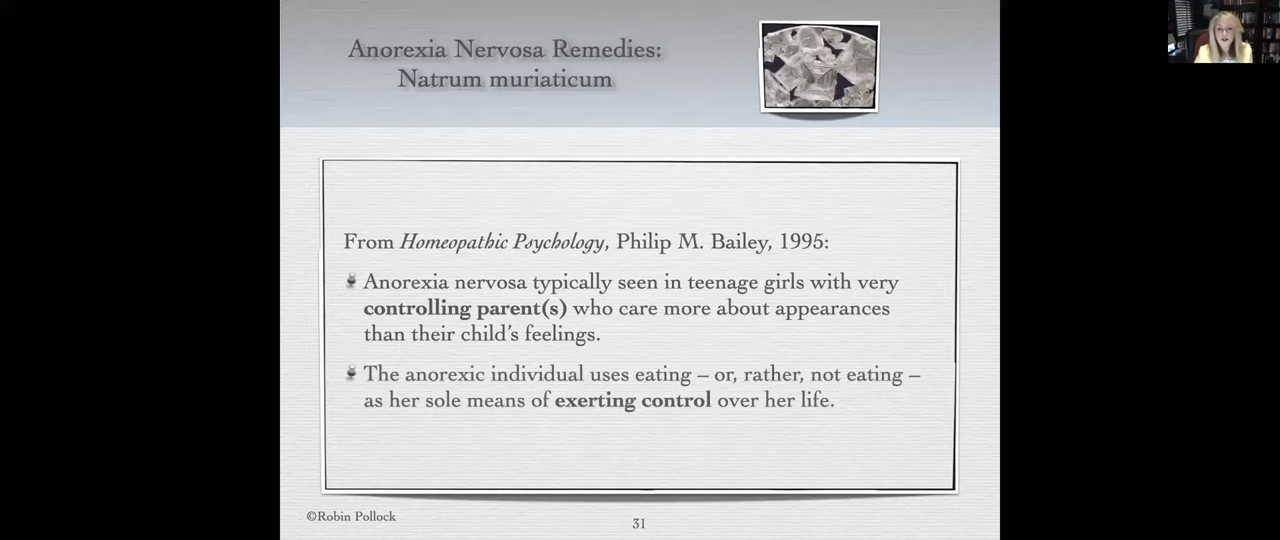 Anorexia Nervosa Remedies:
Natrum muriaticum
From Homeopathic Psychology, Philip M. Bailey, 1995:
Anorexia nervosa typically seen in teenage girls with very
controlling parent(s) who care more about appearances
than their child's feelings.
The anorexic individual uses eating – or, rather, not eating –
as her sole means of exerting control over her life.
©Robin Pollock
31